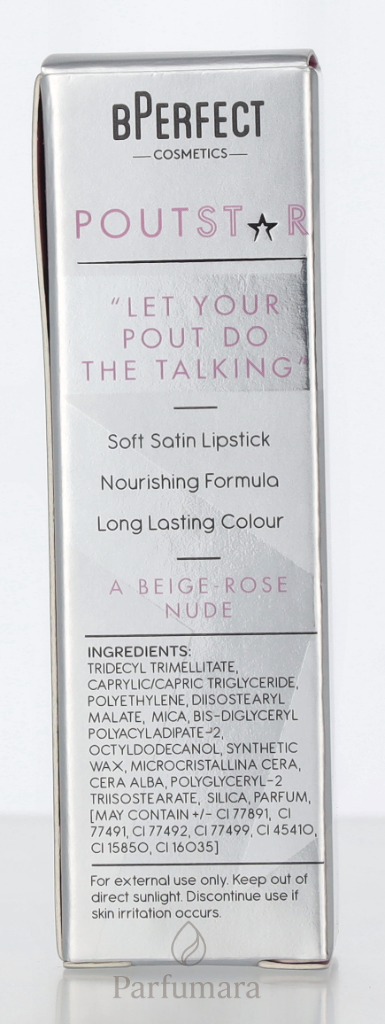 BPERFECT
COSMETICS
POUTST☆R
“LET YOUR
POUT DO
THE TALKING”
Soft Satin Lipstick
Nourishing Formula
Long Lasting Colour
A BEIGE-ROSE
NUDE
INGREDIENTS:
TRIDECYL TRIMELLITATE,
CAPRYLIC/CAPRIC TRIGLYCERIDE,
POLYETHYLENE, DIISOSTEARYL
MALATE, MICA, BIS-DIGLYCERYL
POLYACYLADIPATE-2,
OCTYLDODECANOL, SYNTHETIC
WAX, MICROCRISTALLINA CERA,
CERA ALBA, POLYGLYCERYL-2
TRIISOSTEARATE, SILICA, PARFUM,
[MAY CONTAIN +/- CI 77891, CI
77491, CI 77492, CI 77499, CI 45410,
CI 15850, CI 16035]
For external use only. Keep out of
direct sunlight. Discontinue use if
skin irritation occurs.
Parfumara